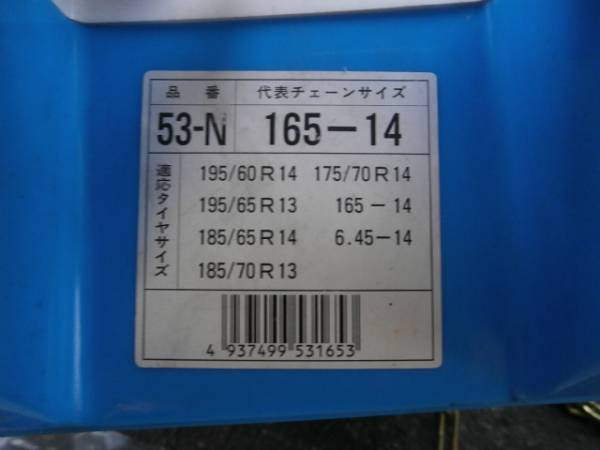 品番 代表チェーンサイズ
53-N 165-14
適応タイヤサイズ
195/60R14 175/70R14
195/65R13 165-14
185/65R14 6.45-14
185/70R13
4 937499 531653